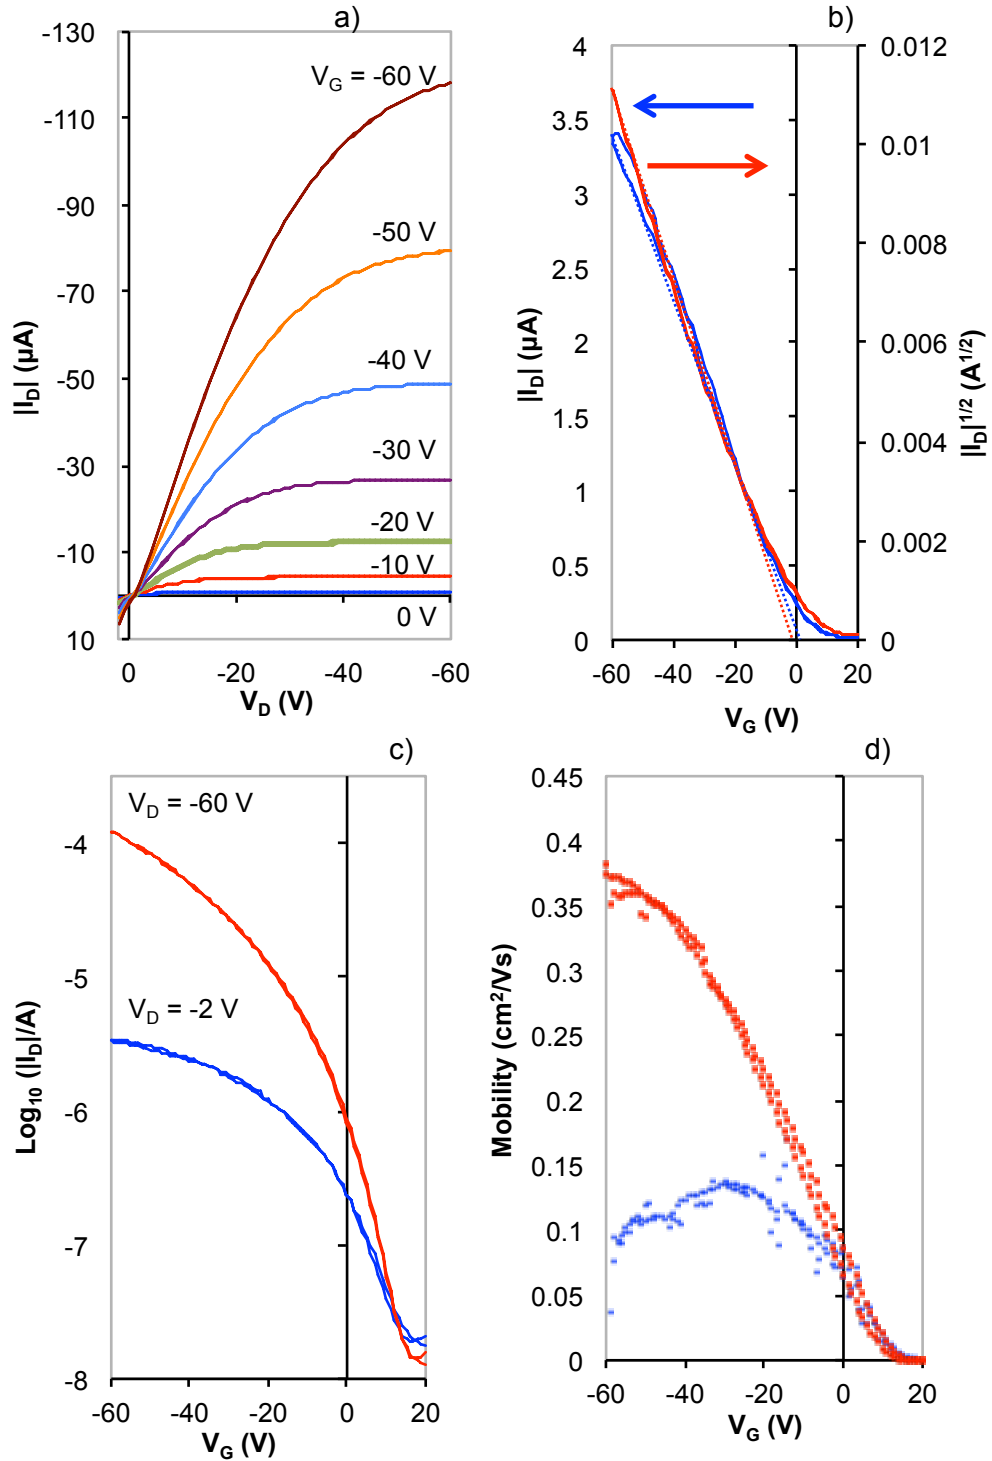 a)
-130
-110
-90
-70
-50
-30
-10
10
|I_D| (µA)
V_G = -60 V
-50 V
-40 V
-30 V
-20 V
-10 V
0 V
0 -20 -40 -60
V_D (V)
b)
4
3.5
3
2.5
2
1.5
1
0.5
0
|I_D| (µA)
0.012
0.01
0.008
0.006
0.004
0.002
0
|I_D|^1/2 (A^1/2)
-60 -40 -20 0 20
V_G (V)
c)
V_D = -60 V
V_D = -2 V
-4
-5
-6
-7
-8
Log_10 (|I_D|/A)
-60 -40 -20 0 20
V_G (V)
d)
0.45
0.4
0.35
0.3
0.25
0.2
0.15
0.1
0.05
0
Mobility (cm²/Vs)
-60 -40 -20 0 20
V_G (V)